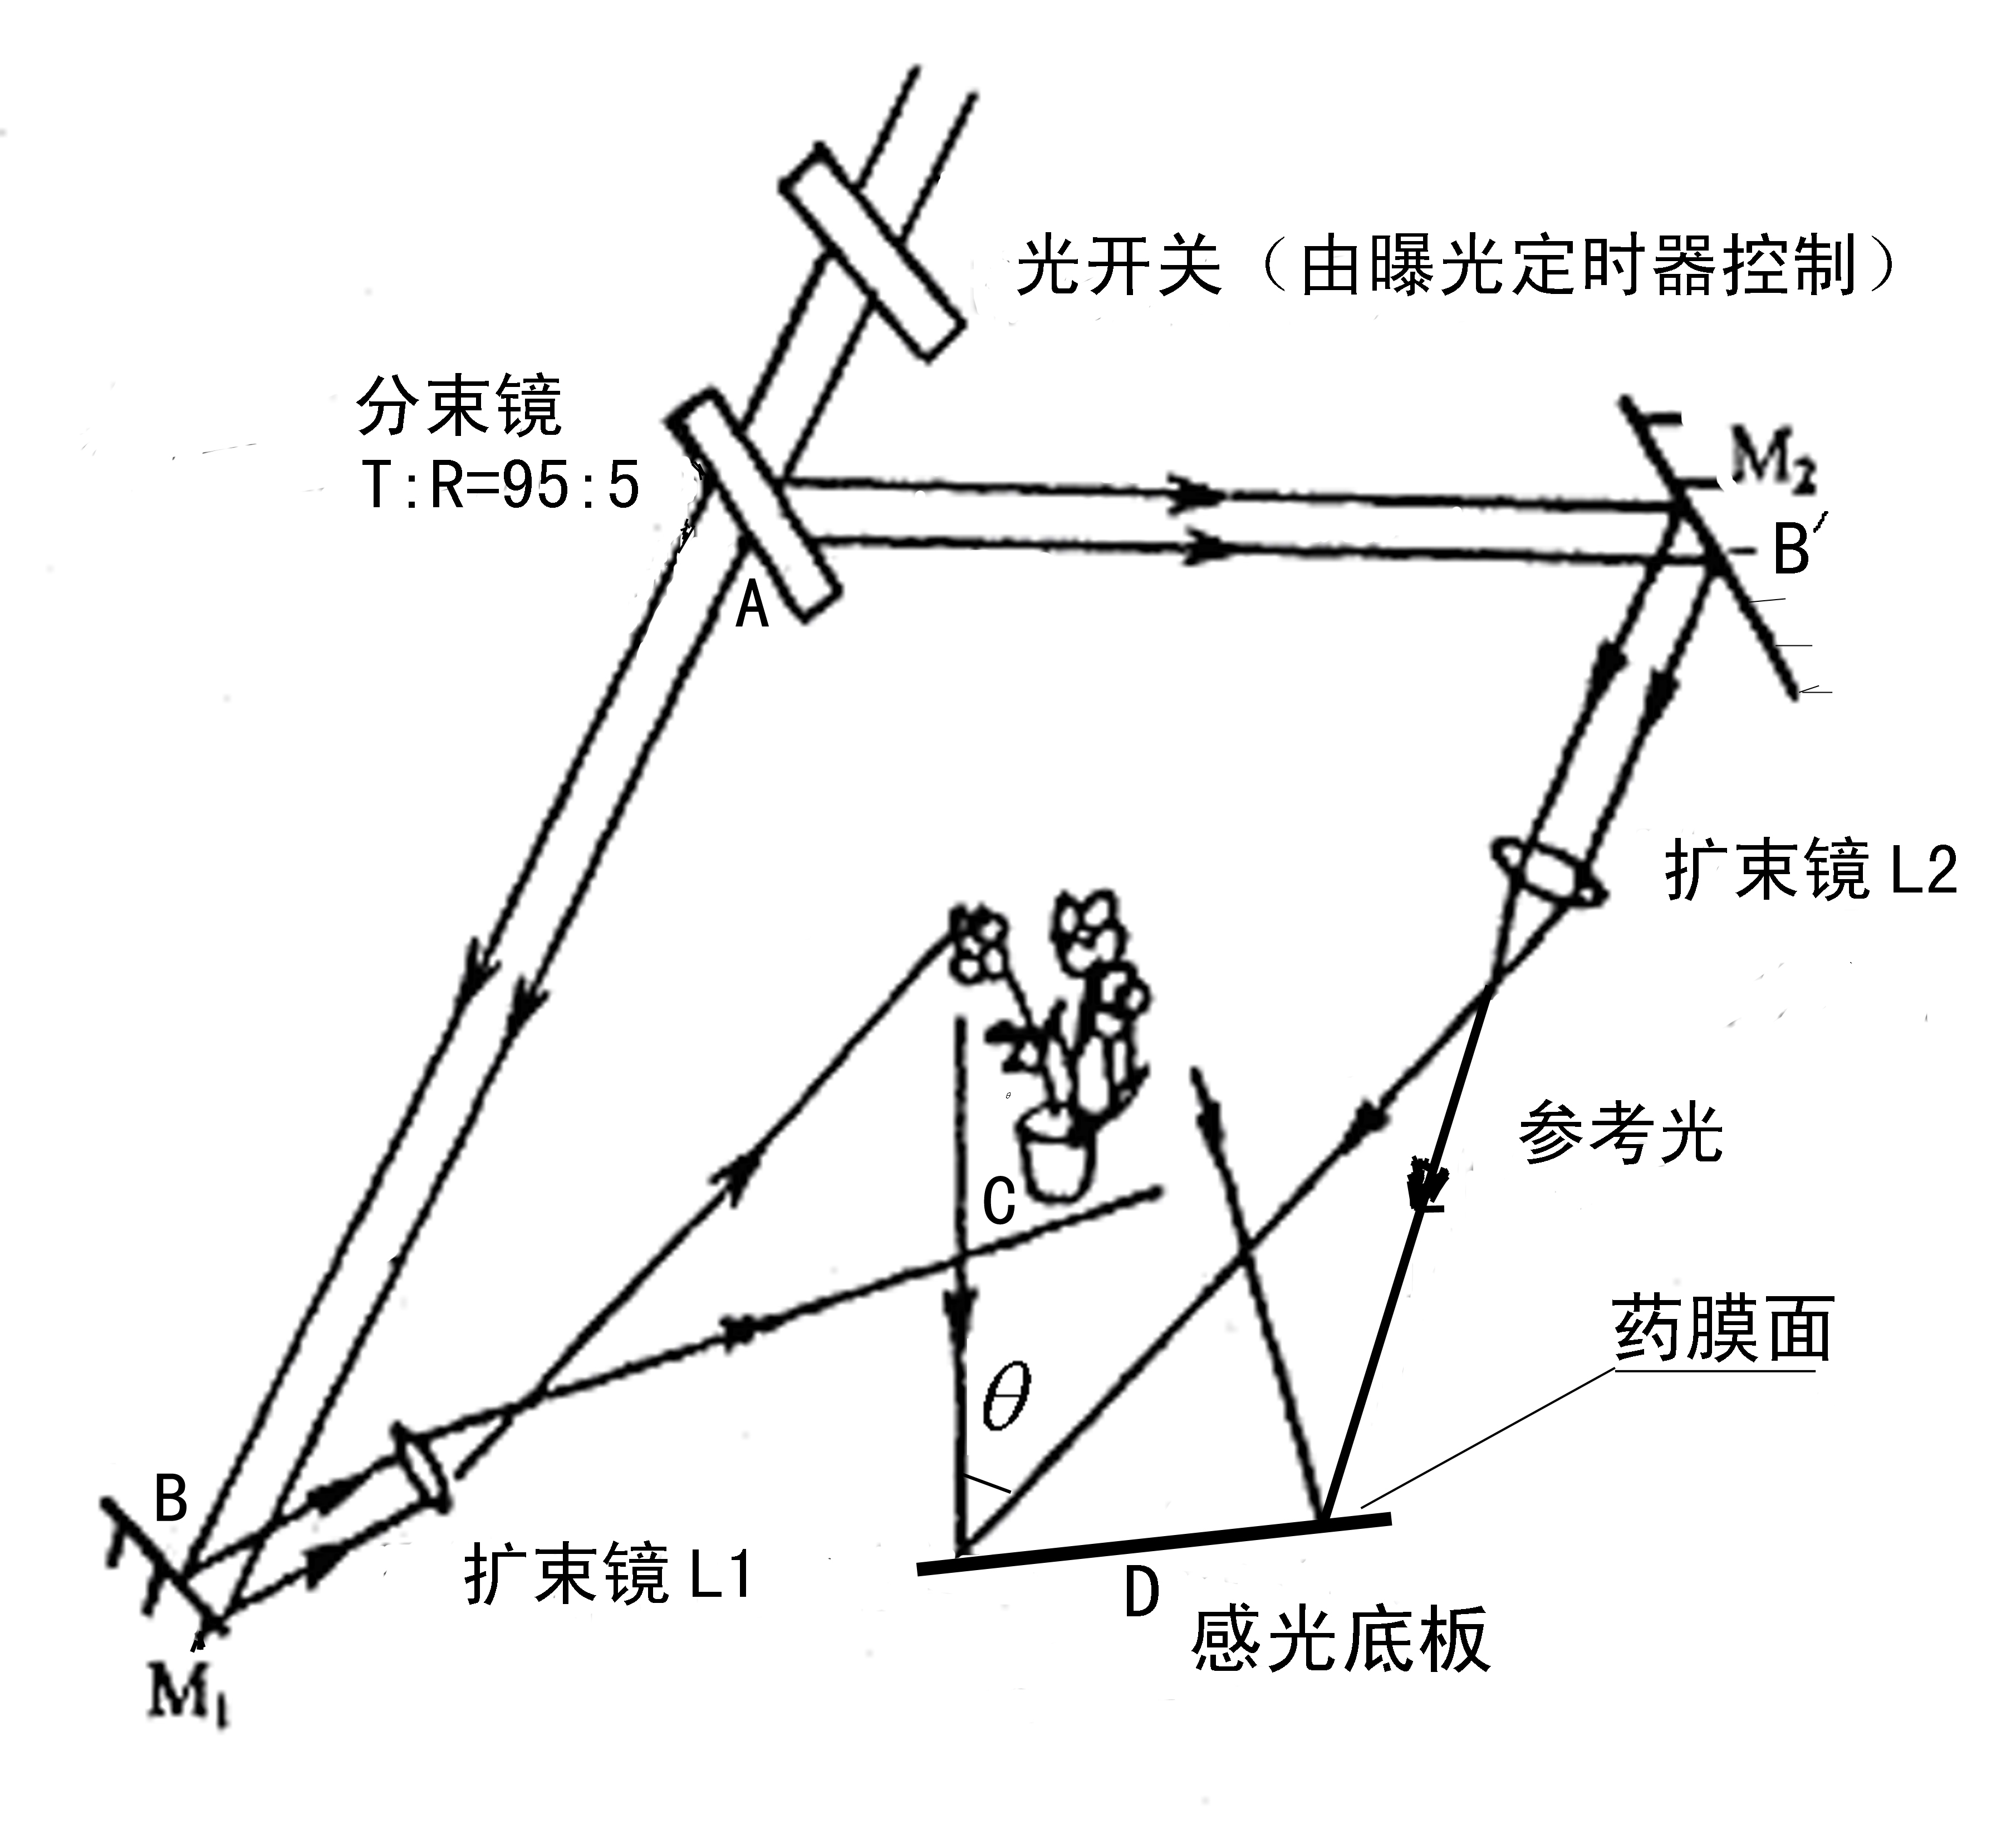 光开关（由曝光定时器控制）
分束镜
T:R=95:5
M₂
B′
A
扩束镜 L2
θ
参考光
C
药膜面
θ
B
扩束镜 L1
D
感光底板
M₁